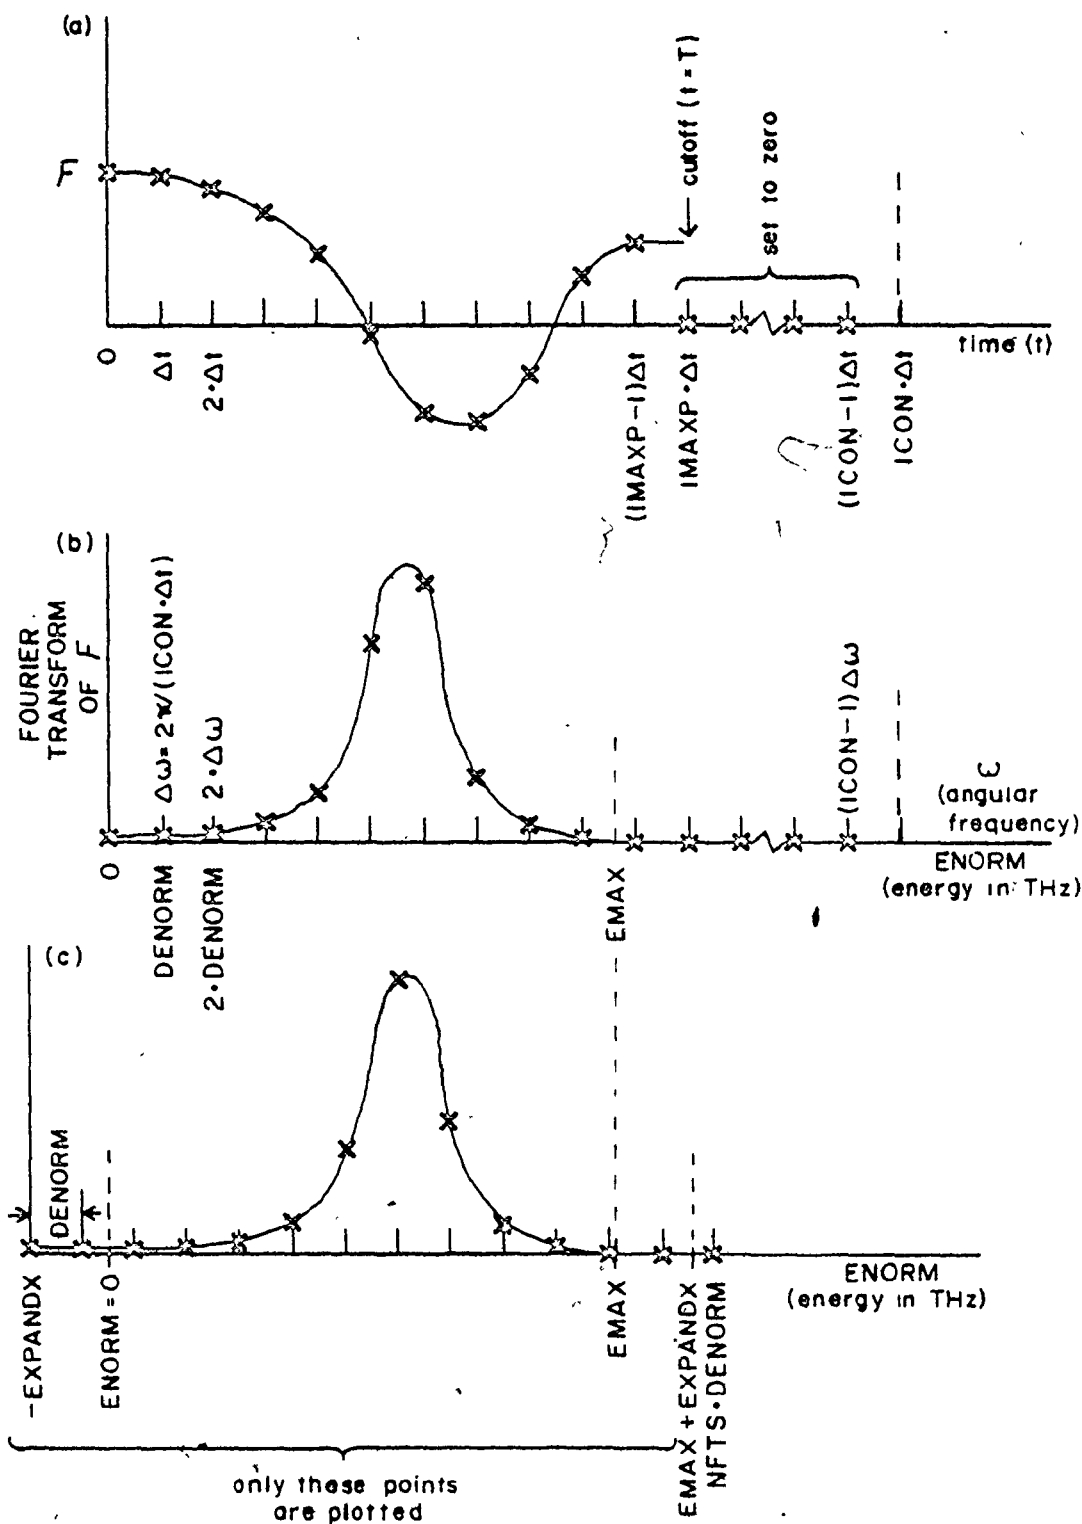 (a)
F
cutoff (t = T)
set to zero
time (t)
0
Δt
2·Δt
(IMAXP-1)Δt
IMAXP·Δt
(ICON-1)Δt
ICON·Δt
(b)
FOURIER
TRANSFORM
OF F
Δω=2π/(ICON·Δt)
2·Δω
(ICON-1)Δω
ω
(angular
frequency)
ENORM
(energy in THz)
0
DENORM
2·DENORM
EMAX
(c)
DENORM
-EXPANDX
ENORM=0
EMAX
EMAX+EXPANDX
NFTS·DENORM
ENORM
(energy in THz)
only these points
are plotted